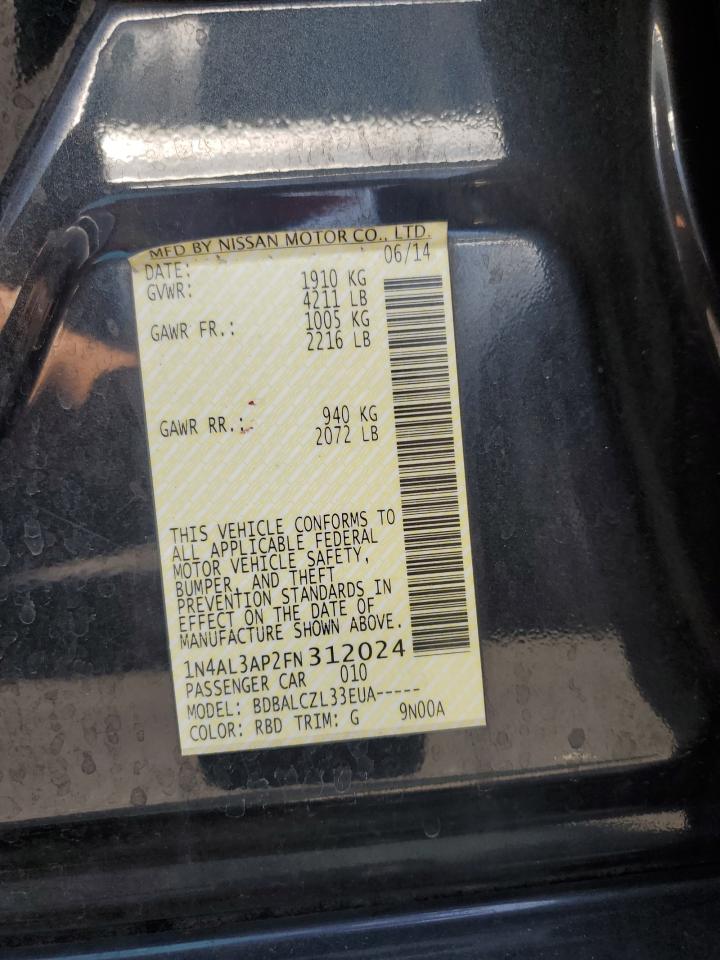 MFD BY NISSAN MOTOR CO., LTD.
DATE: 06/14
GVWR: 1910 KG
4211 LB
GAWR FR.: 1005 KG
2216 LB
GAWR RR.: 940 KG
2072 LB
THIS VEHICLE CONFORMS TO
ALL APPLICABLE FEDERAL
MOTOR VEHICLE SAFETY,
BUMPER, AND THEFT
PREVENTION STANDARDS IN
EFFECT ON THE DATE OF
MANUFACTURE SHOWN ABOVE.
1N4AL3AP2FN312024
PASSENGER CAR 010
MODEL: BDBALCZL33EUA-----
COLOR: RBD TRIM: G 9N00A